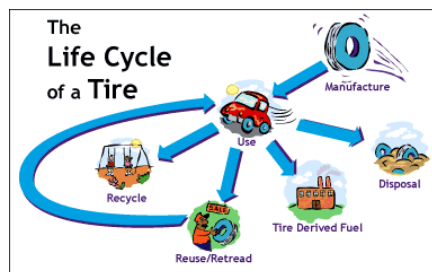 The
Life Cycle
of a Tire
Manufacture
Use
Recycle
Disposal
Tire Derived Fuel
SALE
Reuse/Retread